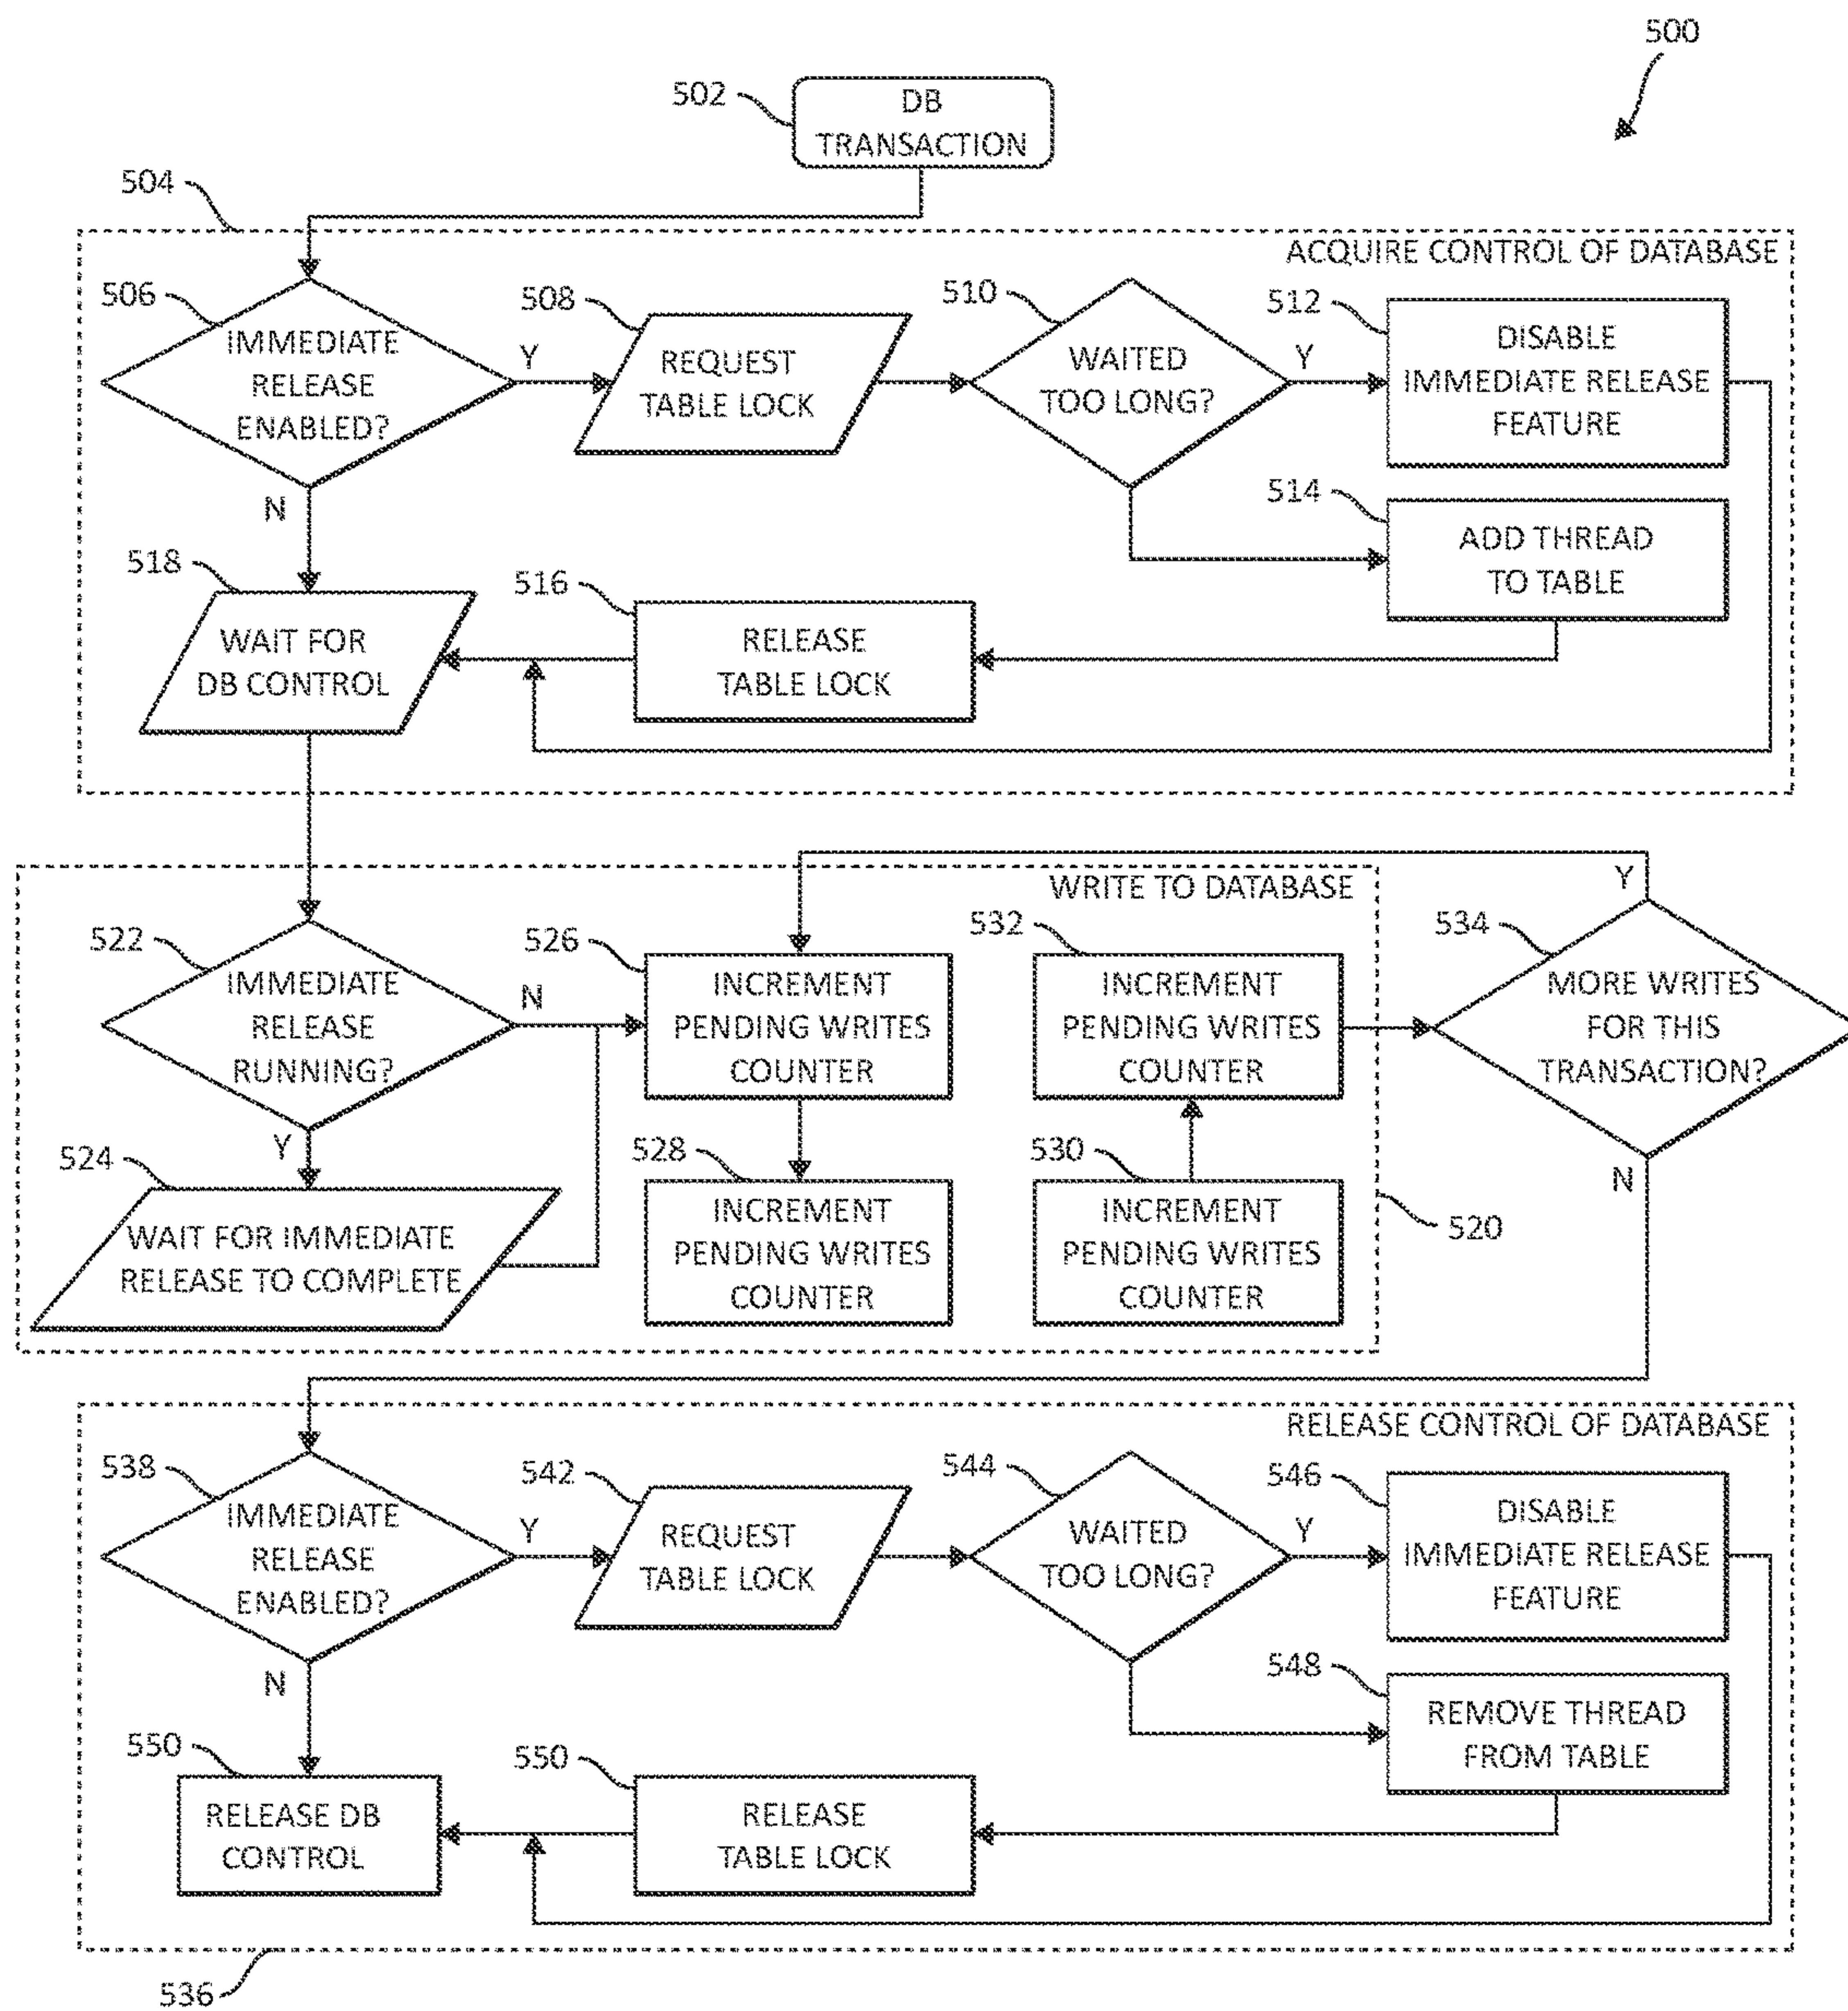 500
502
DB
TRANSACTION
504
ACQUIRE CONTROL OF DATABASE
506
IMMEDIATE
RELEASE
ENABLED?
Y
N
508
REQUEST
TABLE LOCK
510
WAITED
TOO LONG?
Y
512
DISABLE
IMMEDIATE RELEASE
FEATURE
514
ADD THREAD
TO TABLE
516
RELEASE
TABLE LOCK
518
WAIT FOR
DB CONTROL
WRITE TO DATABASE
522
IMMEDIATE
RELEASE
RUNNING?
N
Y
524
WAIT FOR IMMEDIATE
RELEASE TO COMPLETE
526
INCREMENT
PENDING WRITES
COUNTER
528
INCREMENT
PENDING WRITES
COUNTER
532
INCREMENT
PENDING WRITES
COUNTER
530
INCREMENT
PENDING WRITES
COUNTER
520
534
Y
MORE WRITES
FOR THIS
TRANSACTION?
N
RELEASE CONTROL OF DATABASE
538
IMMEDIATE
RELEASE
ENABLED?
Y
N
542
REQUEST
TABLE LOCK
544
WAITED
TOO LONG?
Y
546
DISABLE
IMMEDIATE RELEASE
FEATURE
548
REMOVE THREAD
FROM TABLE
550
RELEASE
TABLE LOCK
550
RELEASE DB
CONTROL
536